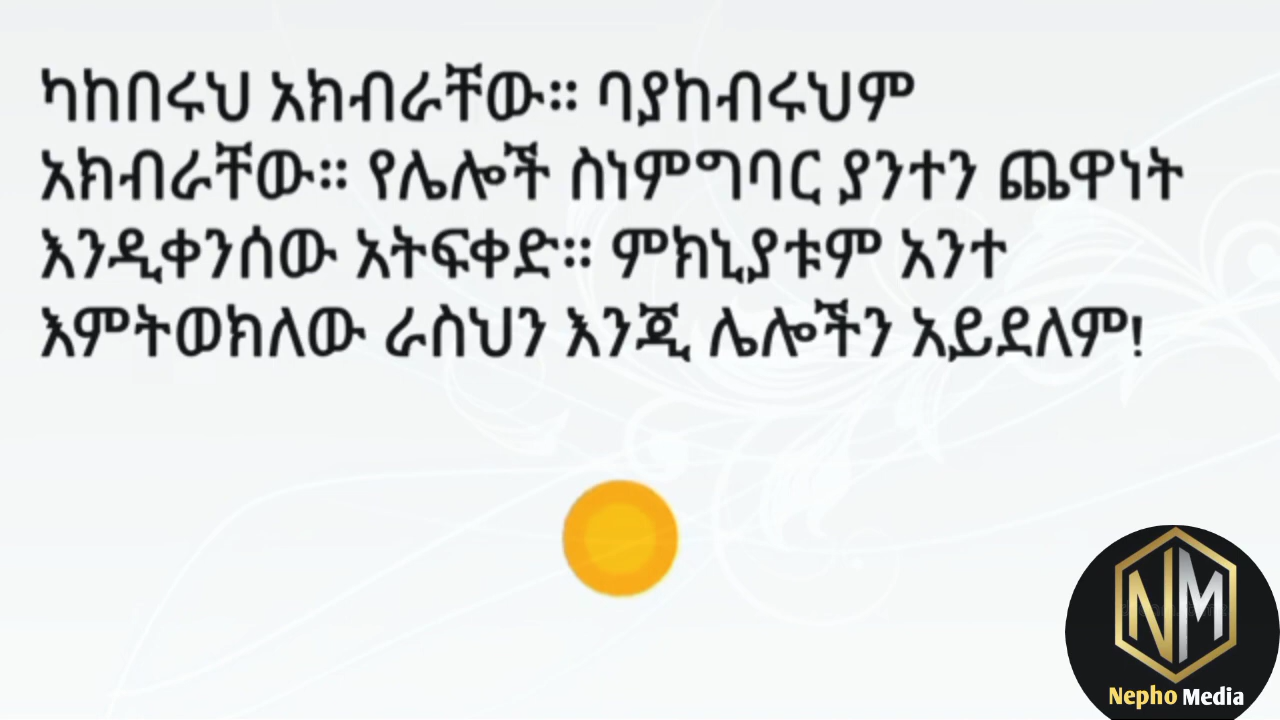 ካከበሩህ አክብራቸው። ባያከብሩህም
አክብራቸው። የሌሎች ስነምግባር ያንተን ጨዋነት
እንዲቀንሰው አትፍቀድ። ምክኒያቱም አንተ
እምትወክለው ራስህን እንጂ ሌሎችን አይደለም!
NM
Nepho Media